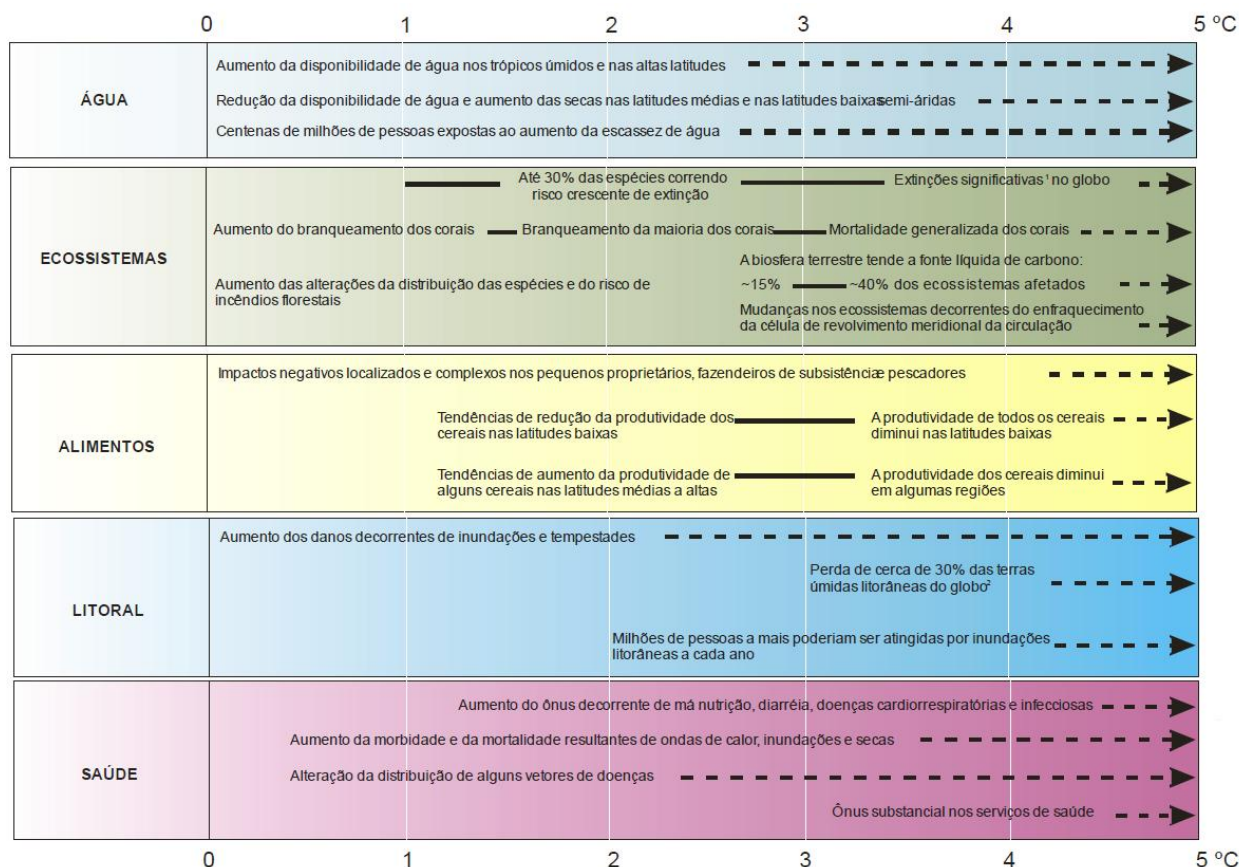 0 1 2 3 4 5 ºC
ÁGUA
Aumento da disponibilidade de água nos trópicos úmidos e nas altas latitudes
Redução da disponibilidade de água e aumento das secas nas latitudes médias e nas latitudes baixas semi-áridas
Centenas de milhões de pessoas expostas ao aumento da escassez de água
ECOSSISTEMAS
Até 30% das espécies correndo
risco crescente de extinção
Extinções significativas¹ no globo
Aumento do branqueamento dos corais
Branqueamento da maioria dos corais
Mortalidade generalizada dos corais
Aumento das alterações da distribuição das espécies e do risco de
incêndios florestais
A biosfera terrestre tende a fonte líquida de carbono:
~15%
~40% dos ecossistemas afetados
Mudanças nos ecossistemas decorrentes do enfraquecimento
da célula de revolvimento meridional da circulação
ALIMENTOS
Impactos negativos localizados e complexos nos pequenos proprietários, fazendeiros de subsistência e pescadores
Tendências de redução da produtividade dos
cereais nas latitudes baixas
A produtividade de todos os cereais
diminui nas latitudes baixas
Tendências de aumento da produtividade de
alguns cereais nas latitudes médias a altas
A produtividade dos cereais diminui
em algumas regiões
LITORAL
Aumento dos danos decorrentes de inundações e tempestades
Perda de cerca de 30% das terras
úmidas litorâneas do globo²
Milhões de pessoas a mais poderiam ser atingidas por inundações
litorâneas a cada ano
SAÚDE
Aumento do ônus decorrente de má nutrição, diarréia, doenças cardiorrespiratórias e infecciosas
Aumento da morbidade e da mortalidade resultantes de ondas de calor, inundações e secas
Alteração da distribuição de alguns vetores de doenças
Ônus substancial nos serviços de saúde
0 1 2 3 4 5 ºC